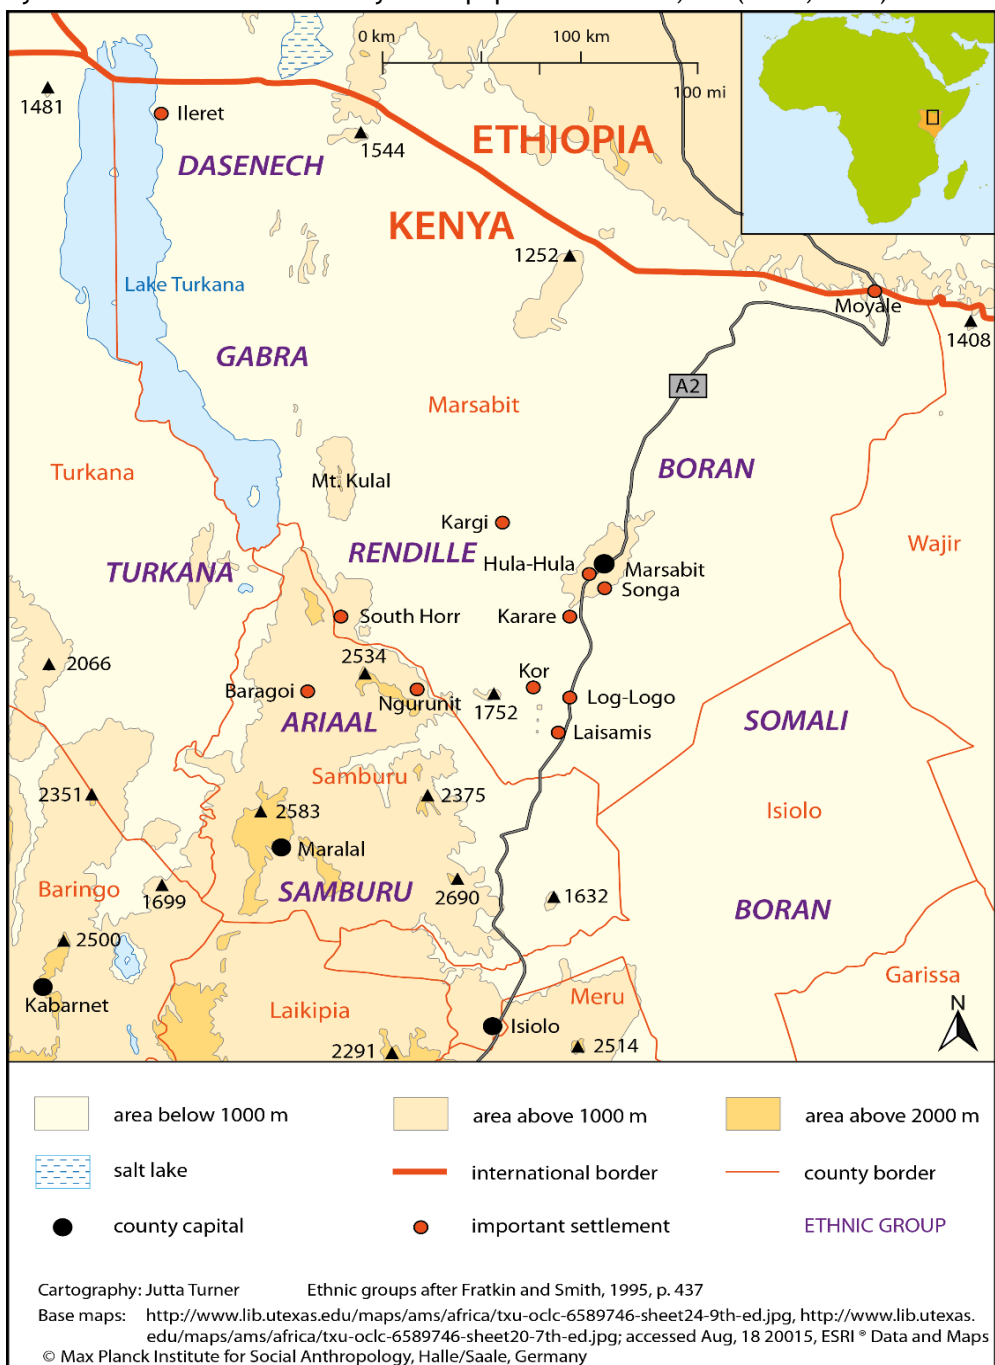 0 km 100 km
100 mi
1481
Ileret
1544
ETHIOPIA
DASENECH
KENYA
1252
Lake Turkana
Moyale
1408
GABRA
A2
Marsabit
BORAN
Turkana
Mt. Kulal
Kargi
Wajir
RENDILLE
Hula-Hula
Marsabit
TURKANA
Songa
South Horr
Karare
2534
2066
Kor
Baragoi
Ngurunit
1752
Log-Logo
ARIAAL
SOMALI
Laisamis
Samburu
2351
2375
2583
Isiolo
Maralal
Baringo
SAMBURU
1699
2690
1632
BORAN
2500
Garissa
Meru
Kabarnet
Laikipia
N
Isiolo
2291
2514
area below 1000 m area above 1000 m area above 2000 m
salt lake international border county border
county capital important settlement ETHNIC GROUP
Cartography: Jutta Turner Ethnic groups after Fratkin and Smith, 1995, p. 437
Base maps: http://www.lib.utexas.edu/maps/ams/africa/txu-oclc-6589746-sheet24-9th-ed.jpg, http://www.lib.utexas.
edu/maps/ams/africa/txu-oclc-6589746-sheet20-7th-ed.jpg; accessed Aug, 18 20015, ESRI ® Data and Maps
© Max Planck Institute for Social Anthropology, Halle/Saale, Germany